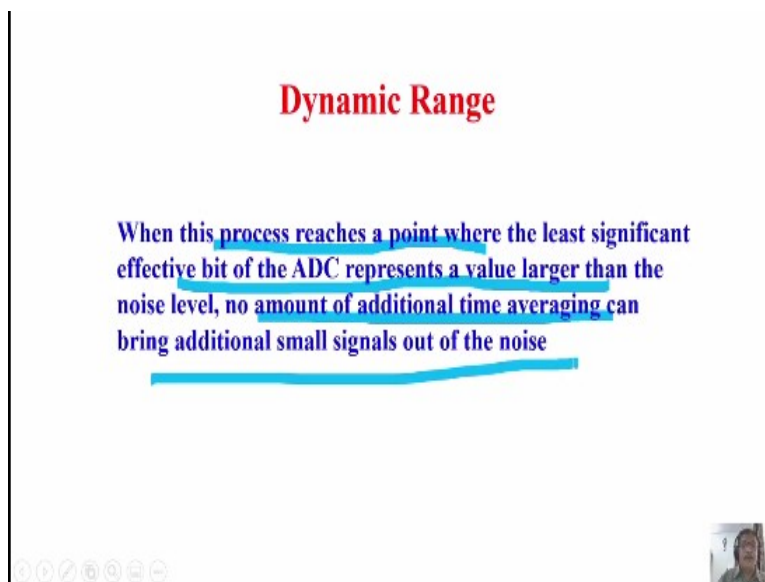 Dynamic Range
When this process reaches a point where the least significant
effective bit of the ADC represents a value larger than the
noise level, no amount of additional time averaging can
bring additional small signals out of the noise